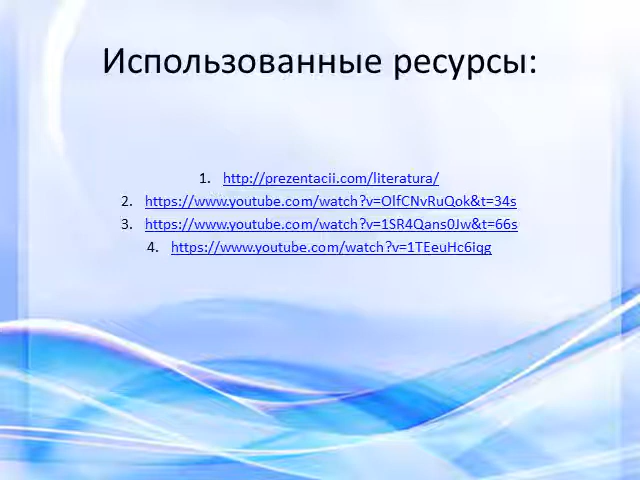 Использованные ресурсы:
1. http://prezentacii.com/literatura/
2. https://www.youtube.com/watch?v=OlfCNvRuQok&t=34s
3. https://www.youtube.com/watch?v=1SR4Qans0Jw&t=66s
4. https://www.youtube.com/watch?v=1TEeuHc6iqg